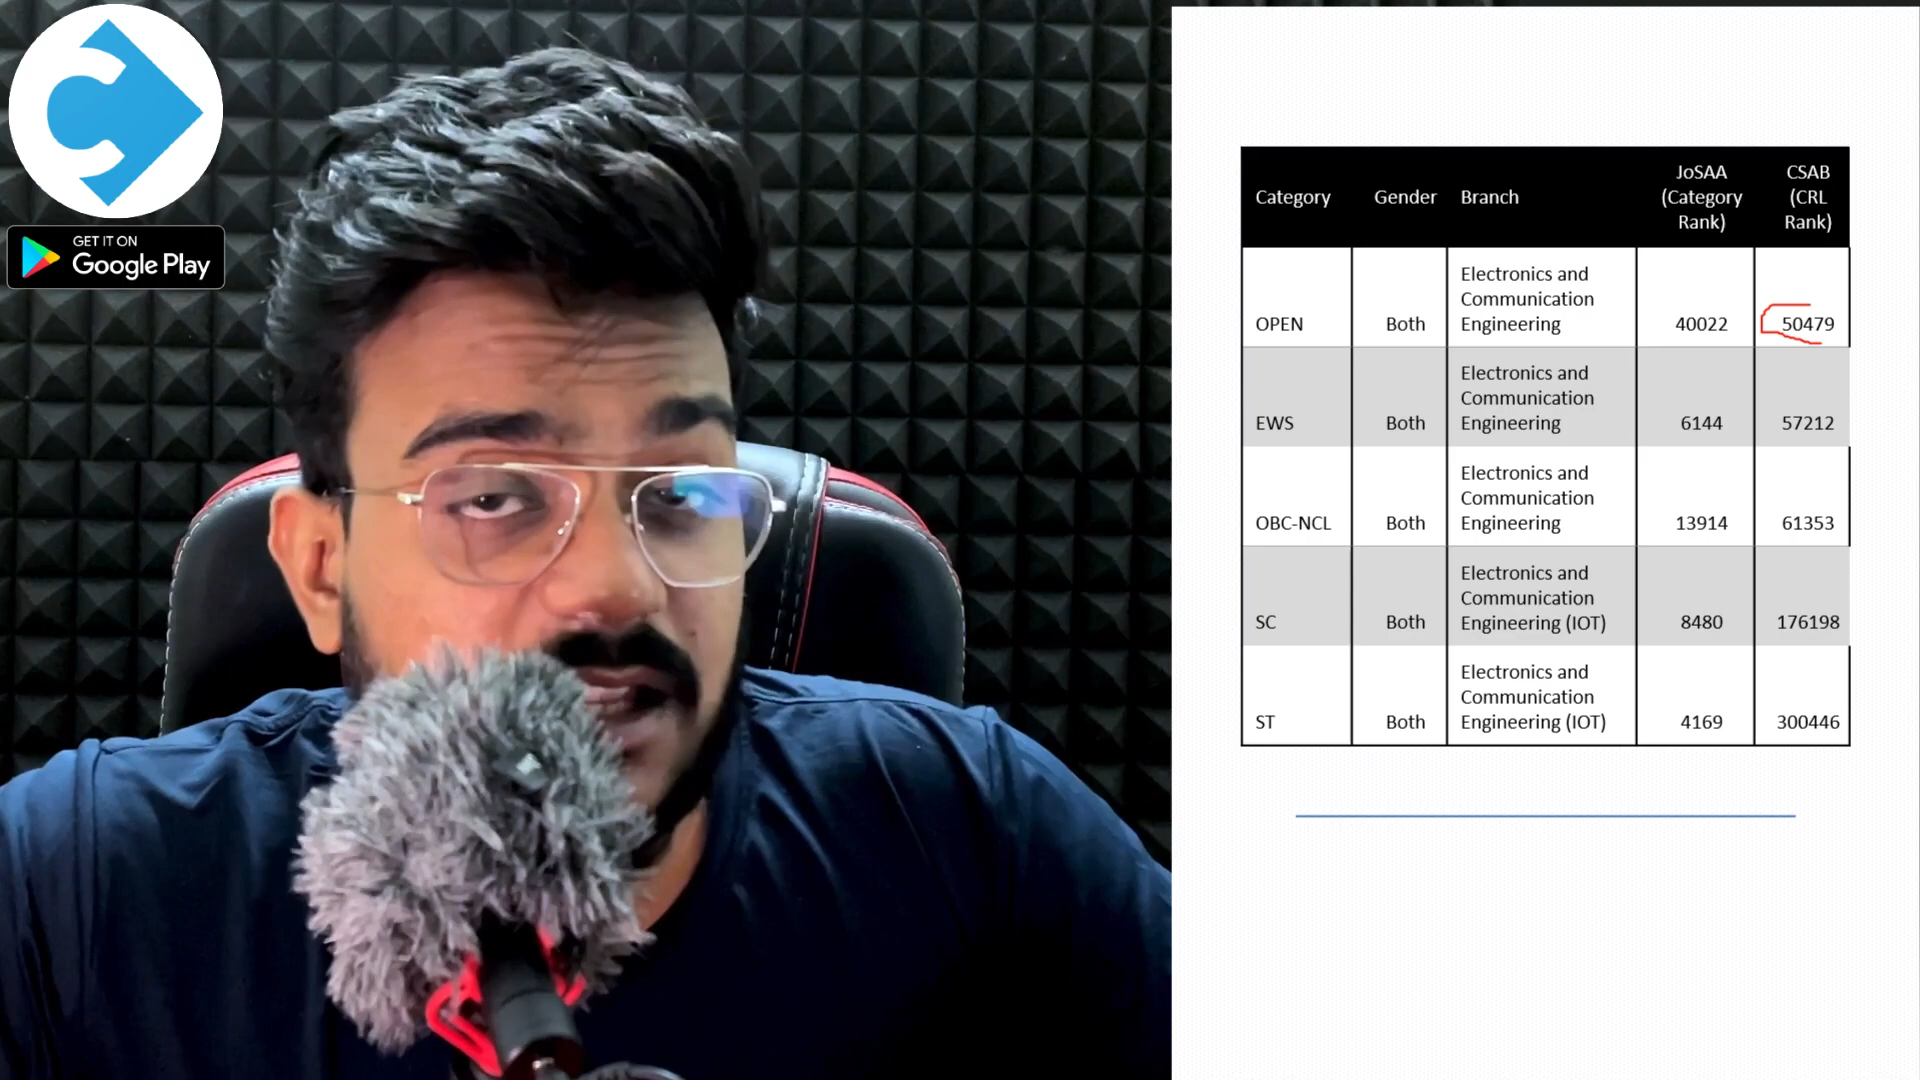 GET IT ON
Google Play
Category Gender Branch JoSAA (Category Rank) CSAB (CRL Rank)
OPEN Both Electronics and Communication Engineering 40022 50479
EWS Both Electronics and Communication Engineering 6144 57212
OBC-NCL Both Electronics and Communication Engineering 13914 61353
SC Both Electronics and Communication Engineering (IOT) 8480 176198
ST Both Electronics and Communication Engineering (IOT) 4169 300446